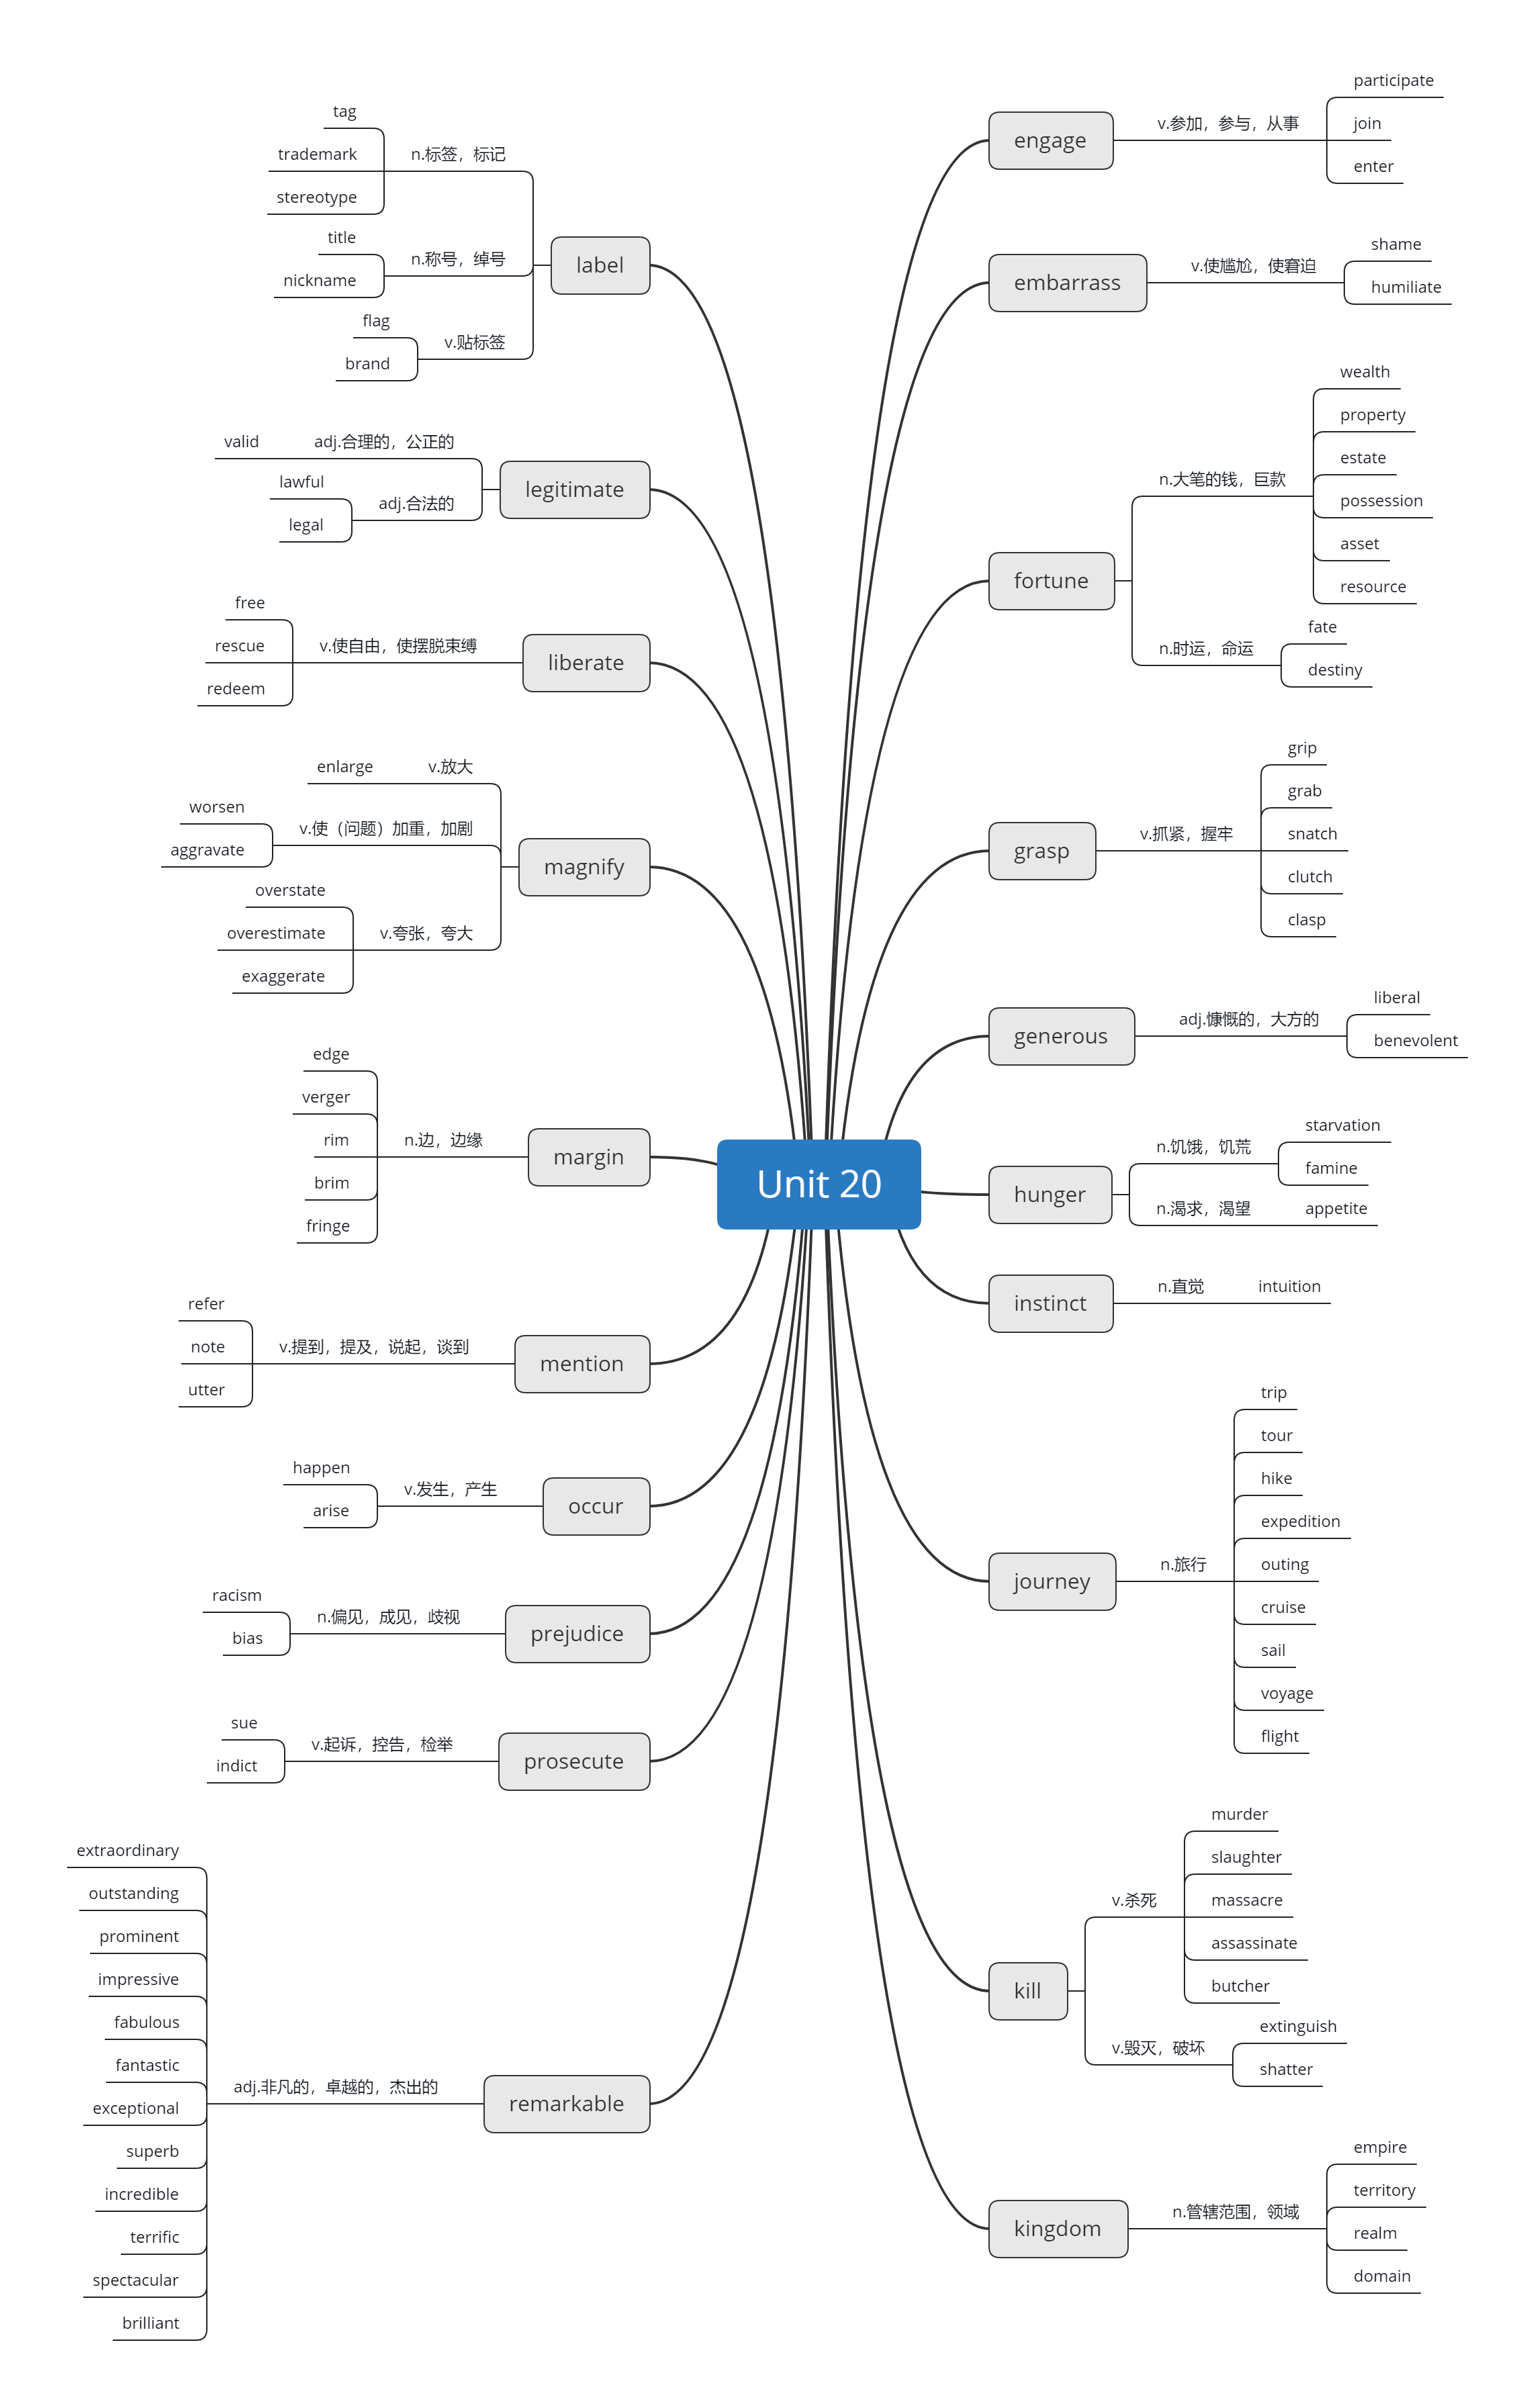 Unit 20
engage
v.参加，参与，从事
participate
join
enter
embarrass
v.使尴尬，使窘迫
shame
humiliate
fortune
n.大笔的钱，巨款
wealth
property
estate
possession
asset
resource
n.时运，命运
fate
destiny
grasp
v.抓紧，握牢
grip
grab
snatch
clutch
clasp
generous
adj.慷慨的，大方的
liberal
benevolent
hunger
n.饥饿，饥荒
starvation
famine
n.渴求，渴望
appetite
instinct
n.直觉
intuition
journey
n.旅行
trip
tour
hike
expedition
outing
cruise
sail
voyage
flight
kill
v.杀死
murder
slaughter
massacre
assassinate
butcher
v.毁灭，破坏
extinguish
shatter
kingdom
n.管辖范围，领域
empire
territory
realm
domain
label
n.标签，标记
tag
trademark
stereotype
n.称号，绰号
title
nickname
v.贴标签
flag
brand
legitimate
adj.合理的，公正的
valid
adj.合法的
lawful
legal
liberate
v.使自由，使摆脱束缚
free
rescue
redeem
magnify
v.放大
enlarge
v.使（问题）加重，加剧
worsen
aggravate
v.夸张，夸大
overstate
overestimate
exaggerate
margin
n.边，边缘
edge
verger
rim
brim
fringe
mention
v.提到，提及，说起，谈到
refer
note
utter
occur
v.发生，产生
happen
arise
prejudice
n.偏见，成见，歧视
racism
bias
prosecute
v.起诉，控告，检举
sue
indict
remarkable
adj.非凡的，卓越的，杰出的
extraordinary
outstanding
prominent
impressive
fabulous
fantastic
exceptional
superb
incredible
terrific
spectacular
brilliant